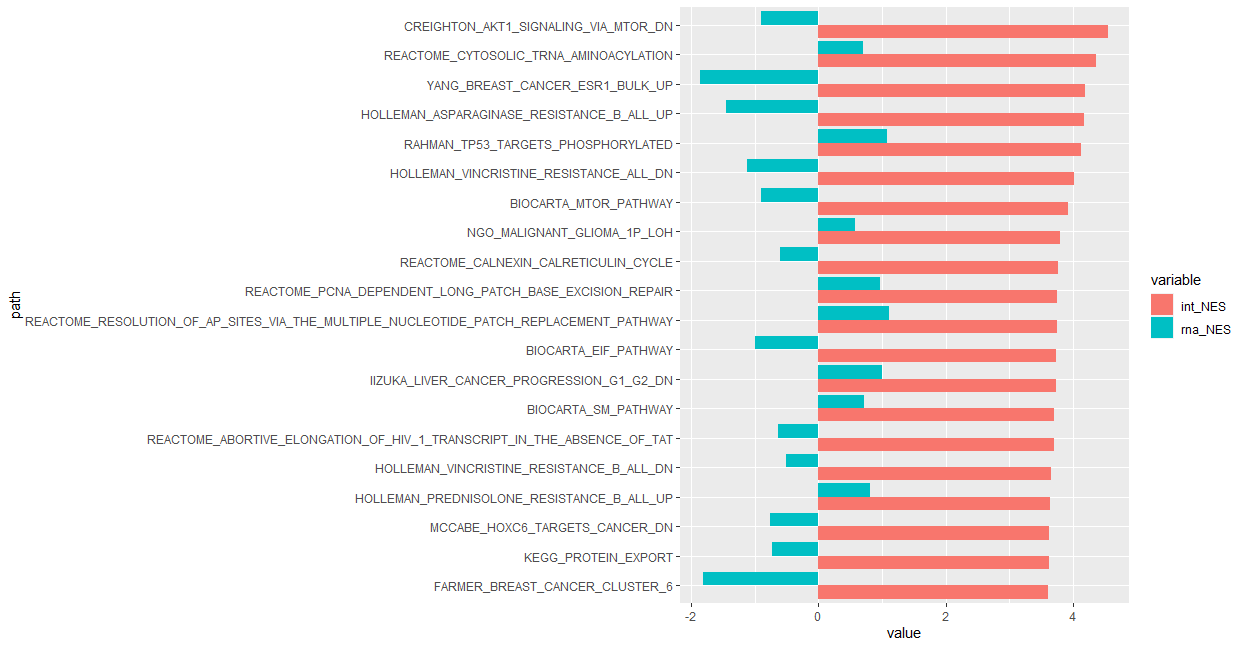 CREIGHTON_AKT1_SIGNALING_VIA_MTOR_DN
REACTOME_CYTOSOLIC_TRNA_AMINOACYLATION
YANG_BREAST_CANCER_ESR1_BULK_UP
HOLLEMAN_ASPARAGINASE_RESISTANCE_B_ALL_UP
RAHMAN_TP53_TARGETS_PHOSPHORYLATED
HOLLEMAN_VINCRISTINE_RESISTANCE_ALL_DN
BIOCARTA_MTOR_PATHWAY
NGO_MALIGNANT_GLIOMA_1P_LOH
REACTOME_CALNEXIN_CALRETICULIN_CYCLE
REACTOME_PCNA_DEPENDENT_LONG_PATCH_BASE_EXCISION_REPAIR
REACTOME_RESOLUTION_OF_AP_SITES_VIA_THE_MULTIPLE_NUCLEOTIDE_PATCH_REPLACEMENT_PATHWAY
BIOCARTA_EIF_PATHWAY
IIZUKA_LIVER_CANCER_PROGRESSION_G1_G2_DN
BIOCARTA_SM_PATHWAY
REACTOME_ABORTIVE_ELONGATION_OF_HIV_1_TRANSCRIPT_IN_THE_ABSENCE_OF_TAT
HOLLEMAN_VINCRISTINE_RESISTANCE_B_ALL_DN
HOLLEMAN_PREDNISOLONE_RESISTANCE_B_ALL_UP
MCCABE_HOXC6_TARGETS_CANCER_DN
KEGG_PROTEIN_EXPORT
FARMER_BREAST_CANCER_CLUSTER_6
path
-2 0 2 4
value
variable
int_NES
rna_NES